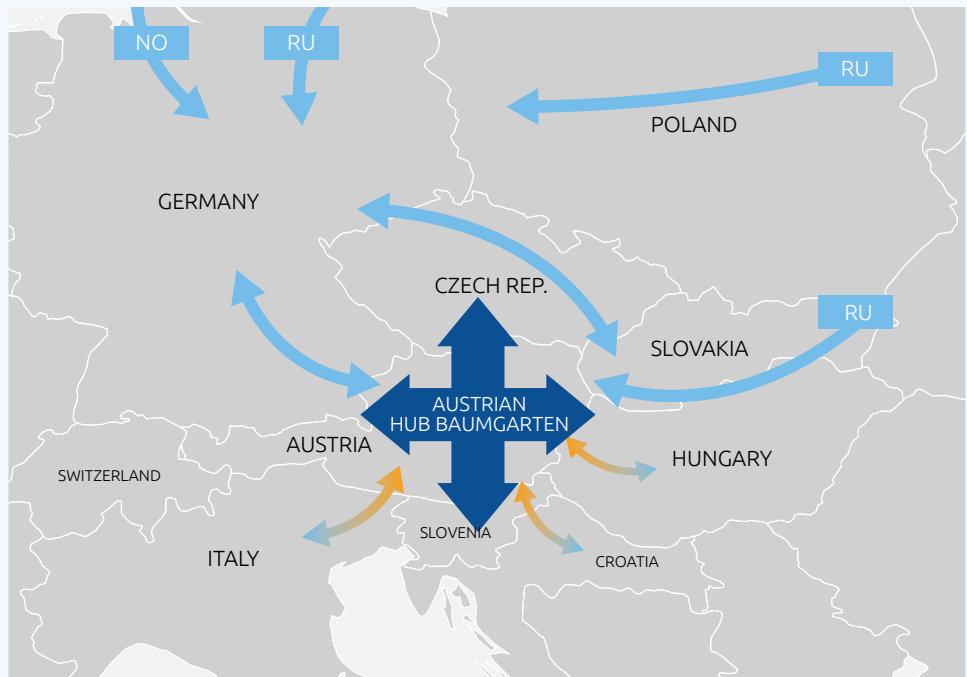 NO
RU
RU
POLAND
GERMANY
CZECH REP.
RU
SLOVAKIA
AUSTRIAN
HUB BAUMGARTEN
AUSTRIA
HUNGARY
SWITZERLAND
SLOVENIA
ITALY
CROATIA